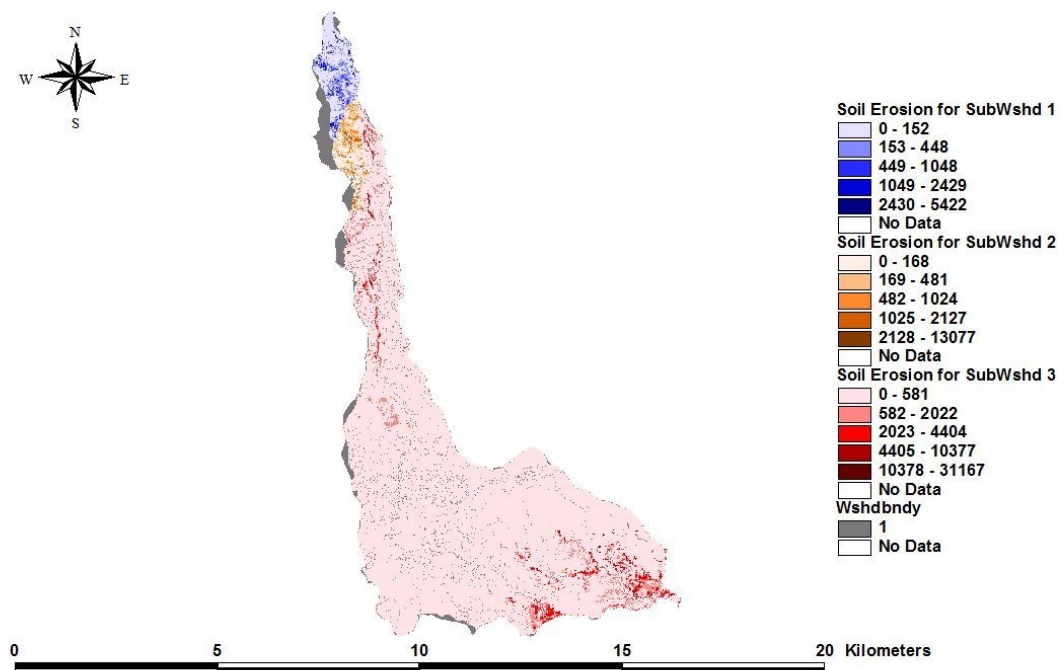 N
W E
S
Soil Erosion for SubWshd 1
0 - 152
153 - 448
449 - 1048
1049 - 2429
2430 - 5422
No Data
Soil Erosion for SubWshd 2
0 - 168
169 - 481
482 - 1024
1025 - 2127
2128 - 13077
No Data
Soil Erosion for SubWshd 3
0 - 581
582 - 2022
2023 - 4404
4405 - 10377
10378 - 31167
No Data
Wshdbndy
1
No Data
0 5 10 15 20 Kilometers